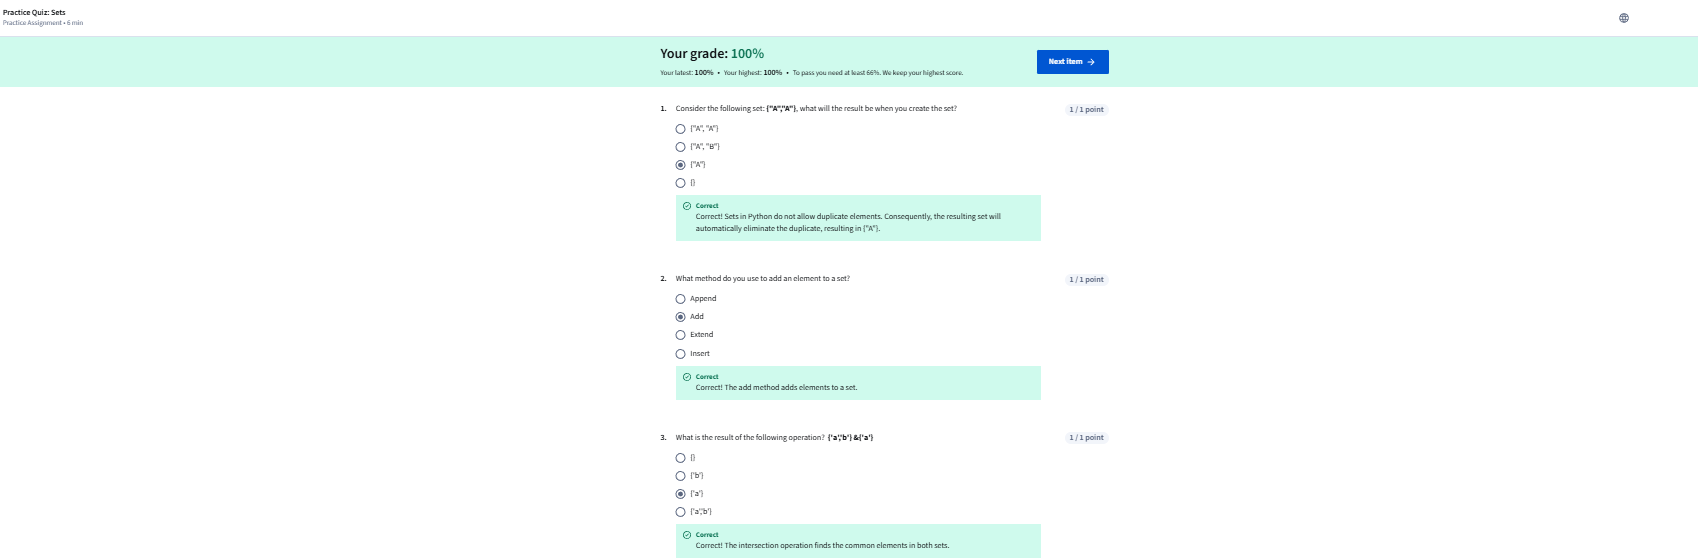 Practice Quiz: Sets
Practice Assignment • 6 min
Your grade: 100%
Your latest: 100% • Your highest: 100% • To pass you need at least 66%. We keep your highest score.
Next item →
1. Consider the following set: {"A","A"}, what will the result be when you create the set?
1 / 1 point
{"A", "A"}
{"A", "B"}
{"A"}
{}
Correct
Correct! Sets in Python do not allow duplicate elements. Consequently, the resulting set will
automatically eliminate the duplicate, resulting in {"A"}.
2. What method do you use to add an element to a set?
1 / 1 point
Append
Add
Extend
Insert
Correct
Correct! The add method adds elements to a set.
3. What is the result of the following operation? {'a','b'} &{'a'}
1 / 1 point
{}
{'b'}
{'a'}
{'a','b'}
Correct
Correct! The intersection operation finds the common elements in both sets.